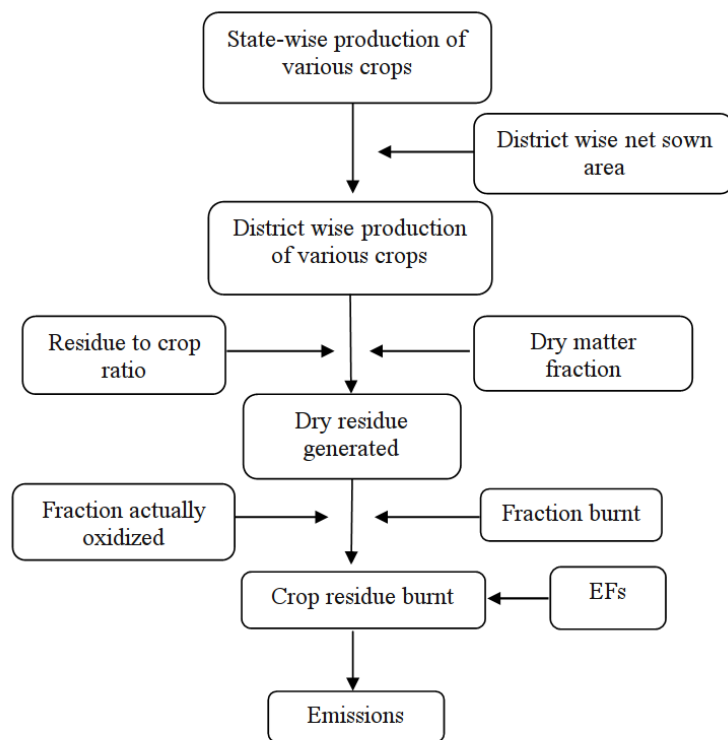 State-wise production of
various crops
District wise net sown
area
District wise production
of various crops
Residue to crop
ratio
Dry matter
fraction
Dry residue
generated
Fraction actually
oxidized
Fraction burnt
Crop residue burnt
EFs
Emissions